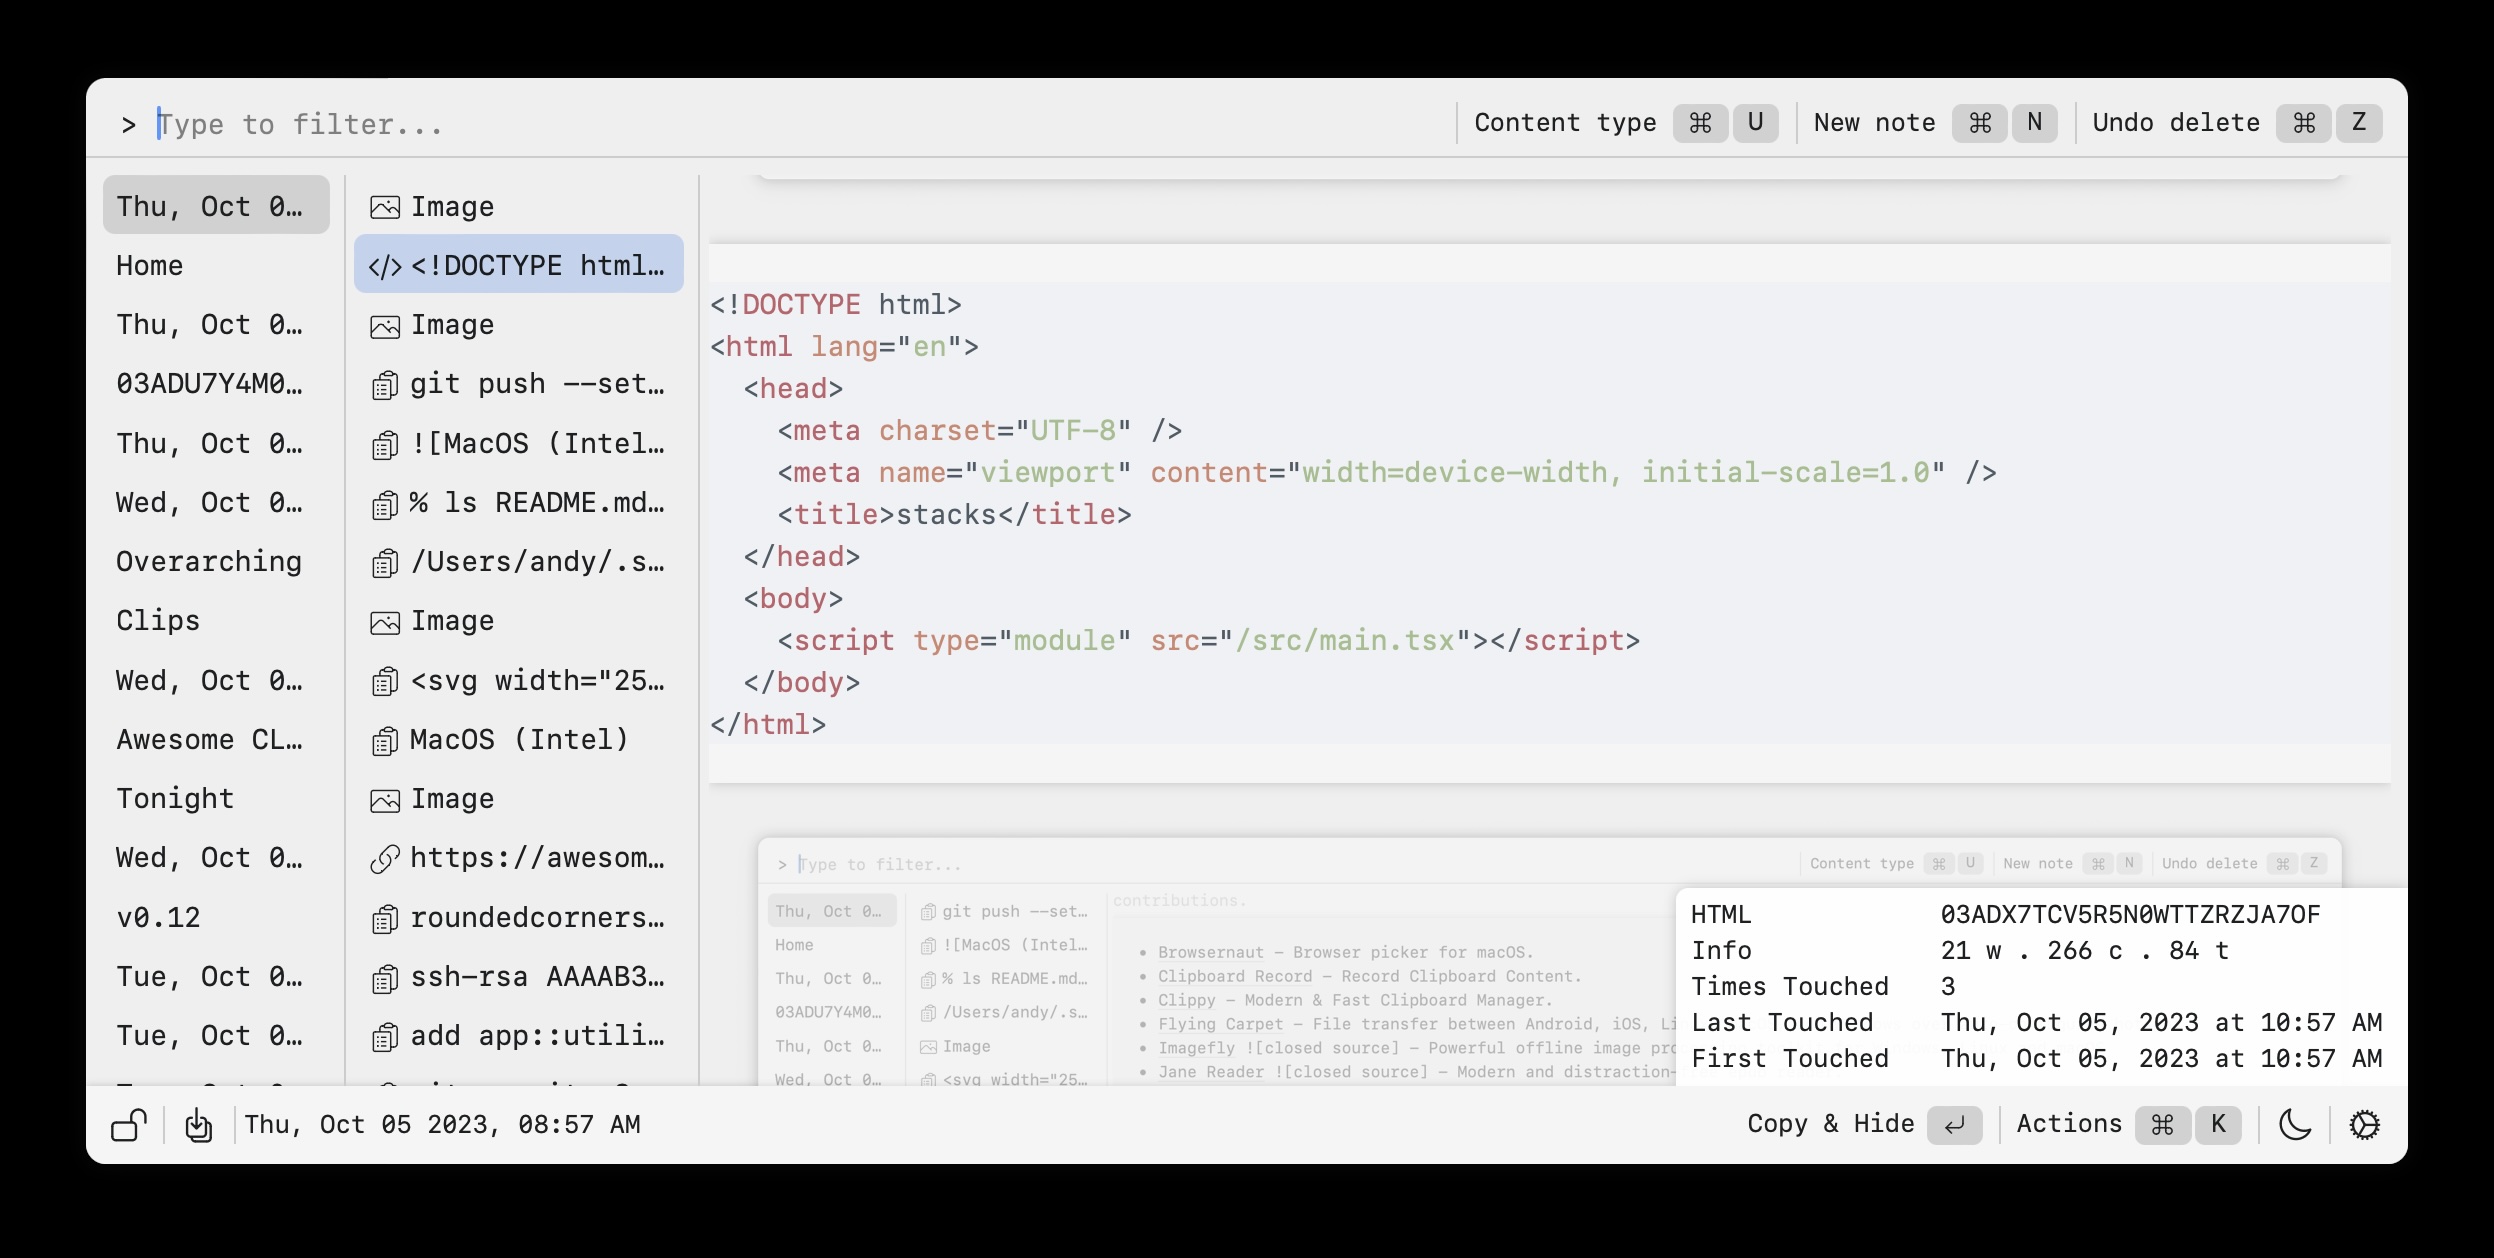 > Type to filter...
Content type ⌘ U
New note ⌘ N
Undo delete ⌘ Z
Thu, Oct 0…
Home
Thu, Oct 0…
03ADU7Y4M0…
Thu, Oct 0…
Wed, Oct 0…
Overarching
Clips
Wed, Oct 0…
Awesome CL…
Tonight
Wed, Oct 0…
v0.12
Tue, Oct 0…
Tue, Oct 0…
Image
</> <!DOCTYPE html…
Image
git push --set…
![MacOS (Intel…
% ls README.md…
/Users/andy/.s…
Image
<svg width="25…
MacOS (Intel)
Image
https://awesom…
roundedcorners…
ssh-rsa AAAAB3…
add app::utili…
<!DOCTYPE html>
<html lang="en">
  <head>
    <meta charset="UTF-8" />
    <meta name="viewport" content="width=device-width, initial-scale=1.0" />
    <title>stacks</title>
  </head>
  <body>
    <script type="module" src="/src/main.tsx"></script>
  </body>
</html>
> Type to filter...
Content type ⌘ U
New note ⌘ N
Undo delete ⌘ Z
Thu, Oct 0…
Home
Thu, Oct 0…
03ADU7Y4M0…
Thu, Oct 0…
Wed, Oct 0…
git push --set…
![MacOS (Intel…
% ls README.md…
/Users/andy/.s…
Image
<svg width="25…
contributions.
• Browsernaut – Browser picker for macOS.
• Clipboard Record – Record Clipboard Content.
• Clippy – Modern & Fast Clipboard Manager.
• Flying Carpet – File transfer between Android, iOS,
• Imagefly ![closed source] – Powerful offline image
• Jane Reader ![closed source] – Modern and distraction-
HTML 03ADX7TCV5R5N0WTTZRZJA7OF
Info 21 w . 266 c . 84 t
Times Touched 3
Last Touched Thu, Oct 05, 2023 at 10:57 AM
First Touched Thu, Oct 05, 2023 at 10:57 AM
Thu, Oct 05 2023, 08:57 AM
Copy & Hide
Actions ⌘ K